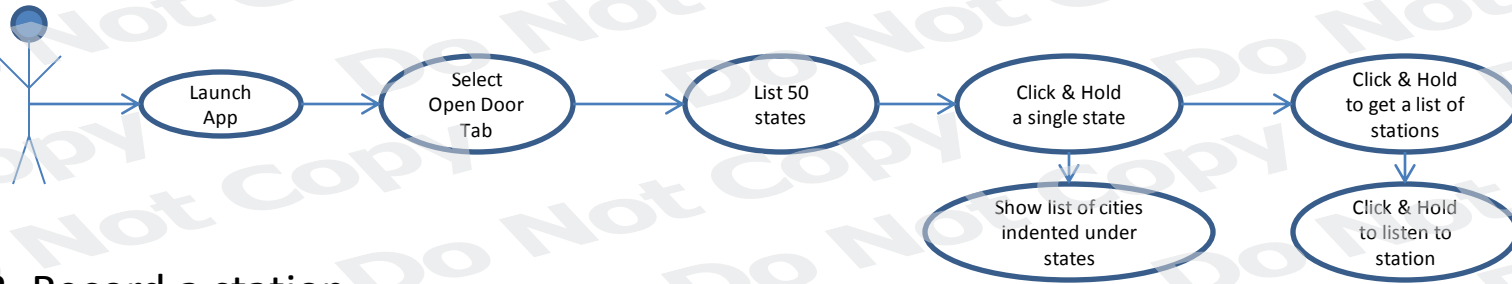 Launch
App
Select
Open Door
Tab
List 50
states
Click & Hold
a single state
Click & Hold
to get a list of
stations
Show list of cities
indented under
states
Click & Hold
to listen to
station
Record a station
Do Not Copy